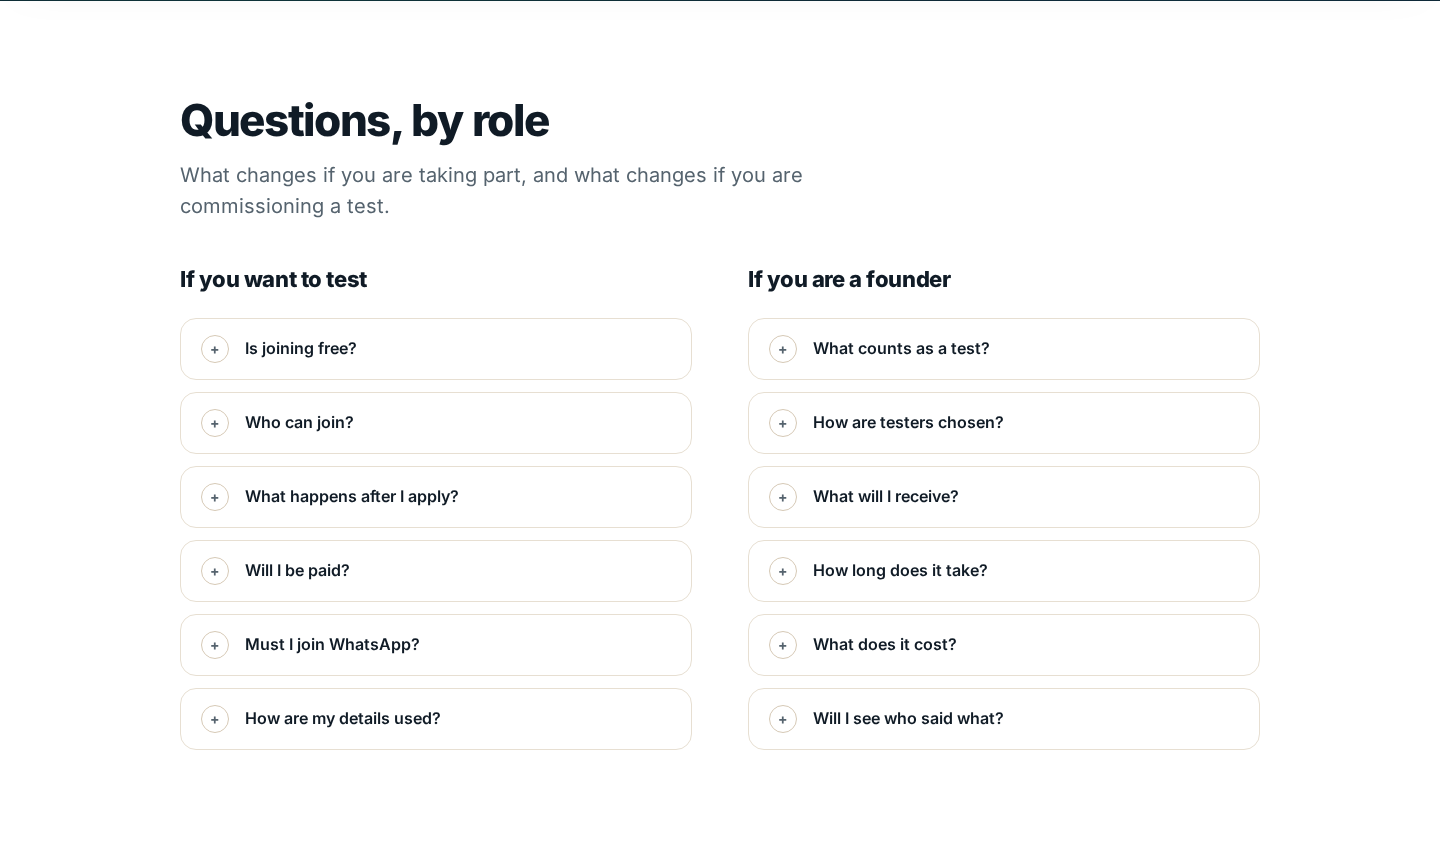 Questions, by role
What changes if you are taking part, and what changes if you are
commissioning a test.
If you want to test
+ Is joining free?
+ Who can join?
+ What happens after I apply?
+ Will I be paid?
+ Must I join WhatsApp?
+ How are my details used?
If you are a founder
+ What counts as a test?
+ How are testers chosen?
+ What will I receive?
+ How long does it take?
+ What does it cost?
+ Will I see who said what?